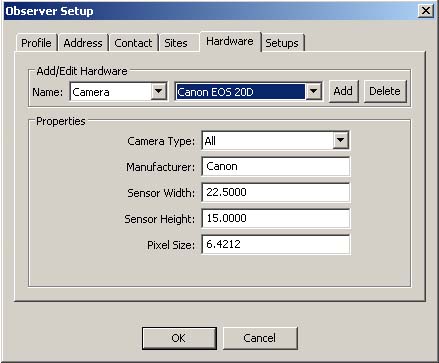 Observer Setup
Profile Address Contact Sites Hardware Setups
Add/Edit Hardware
Name: Camera Canon EOS 20D Add Delete
Properties
Camera Type: All
Manufacturer: Canon
Sensor Width: 22.5000
Sensor Height: 15.0000
Pixel Size: 6.4212
OK Cancel